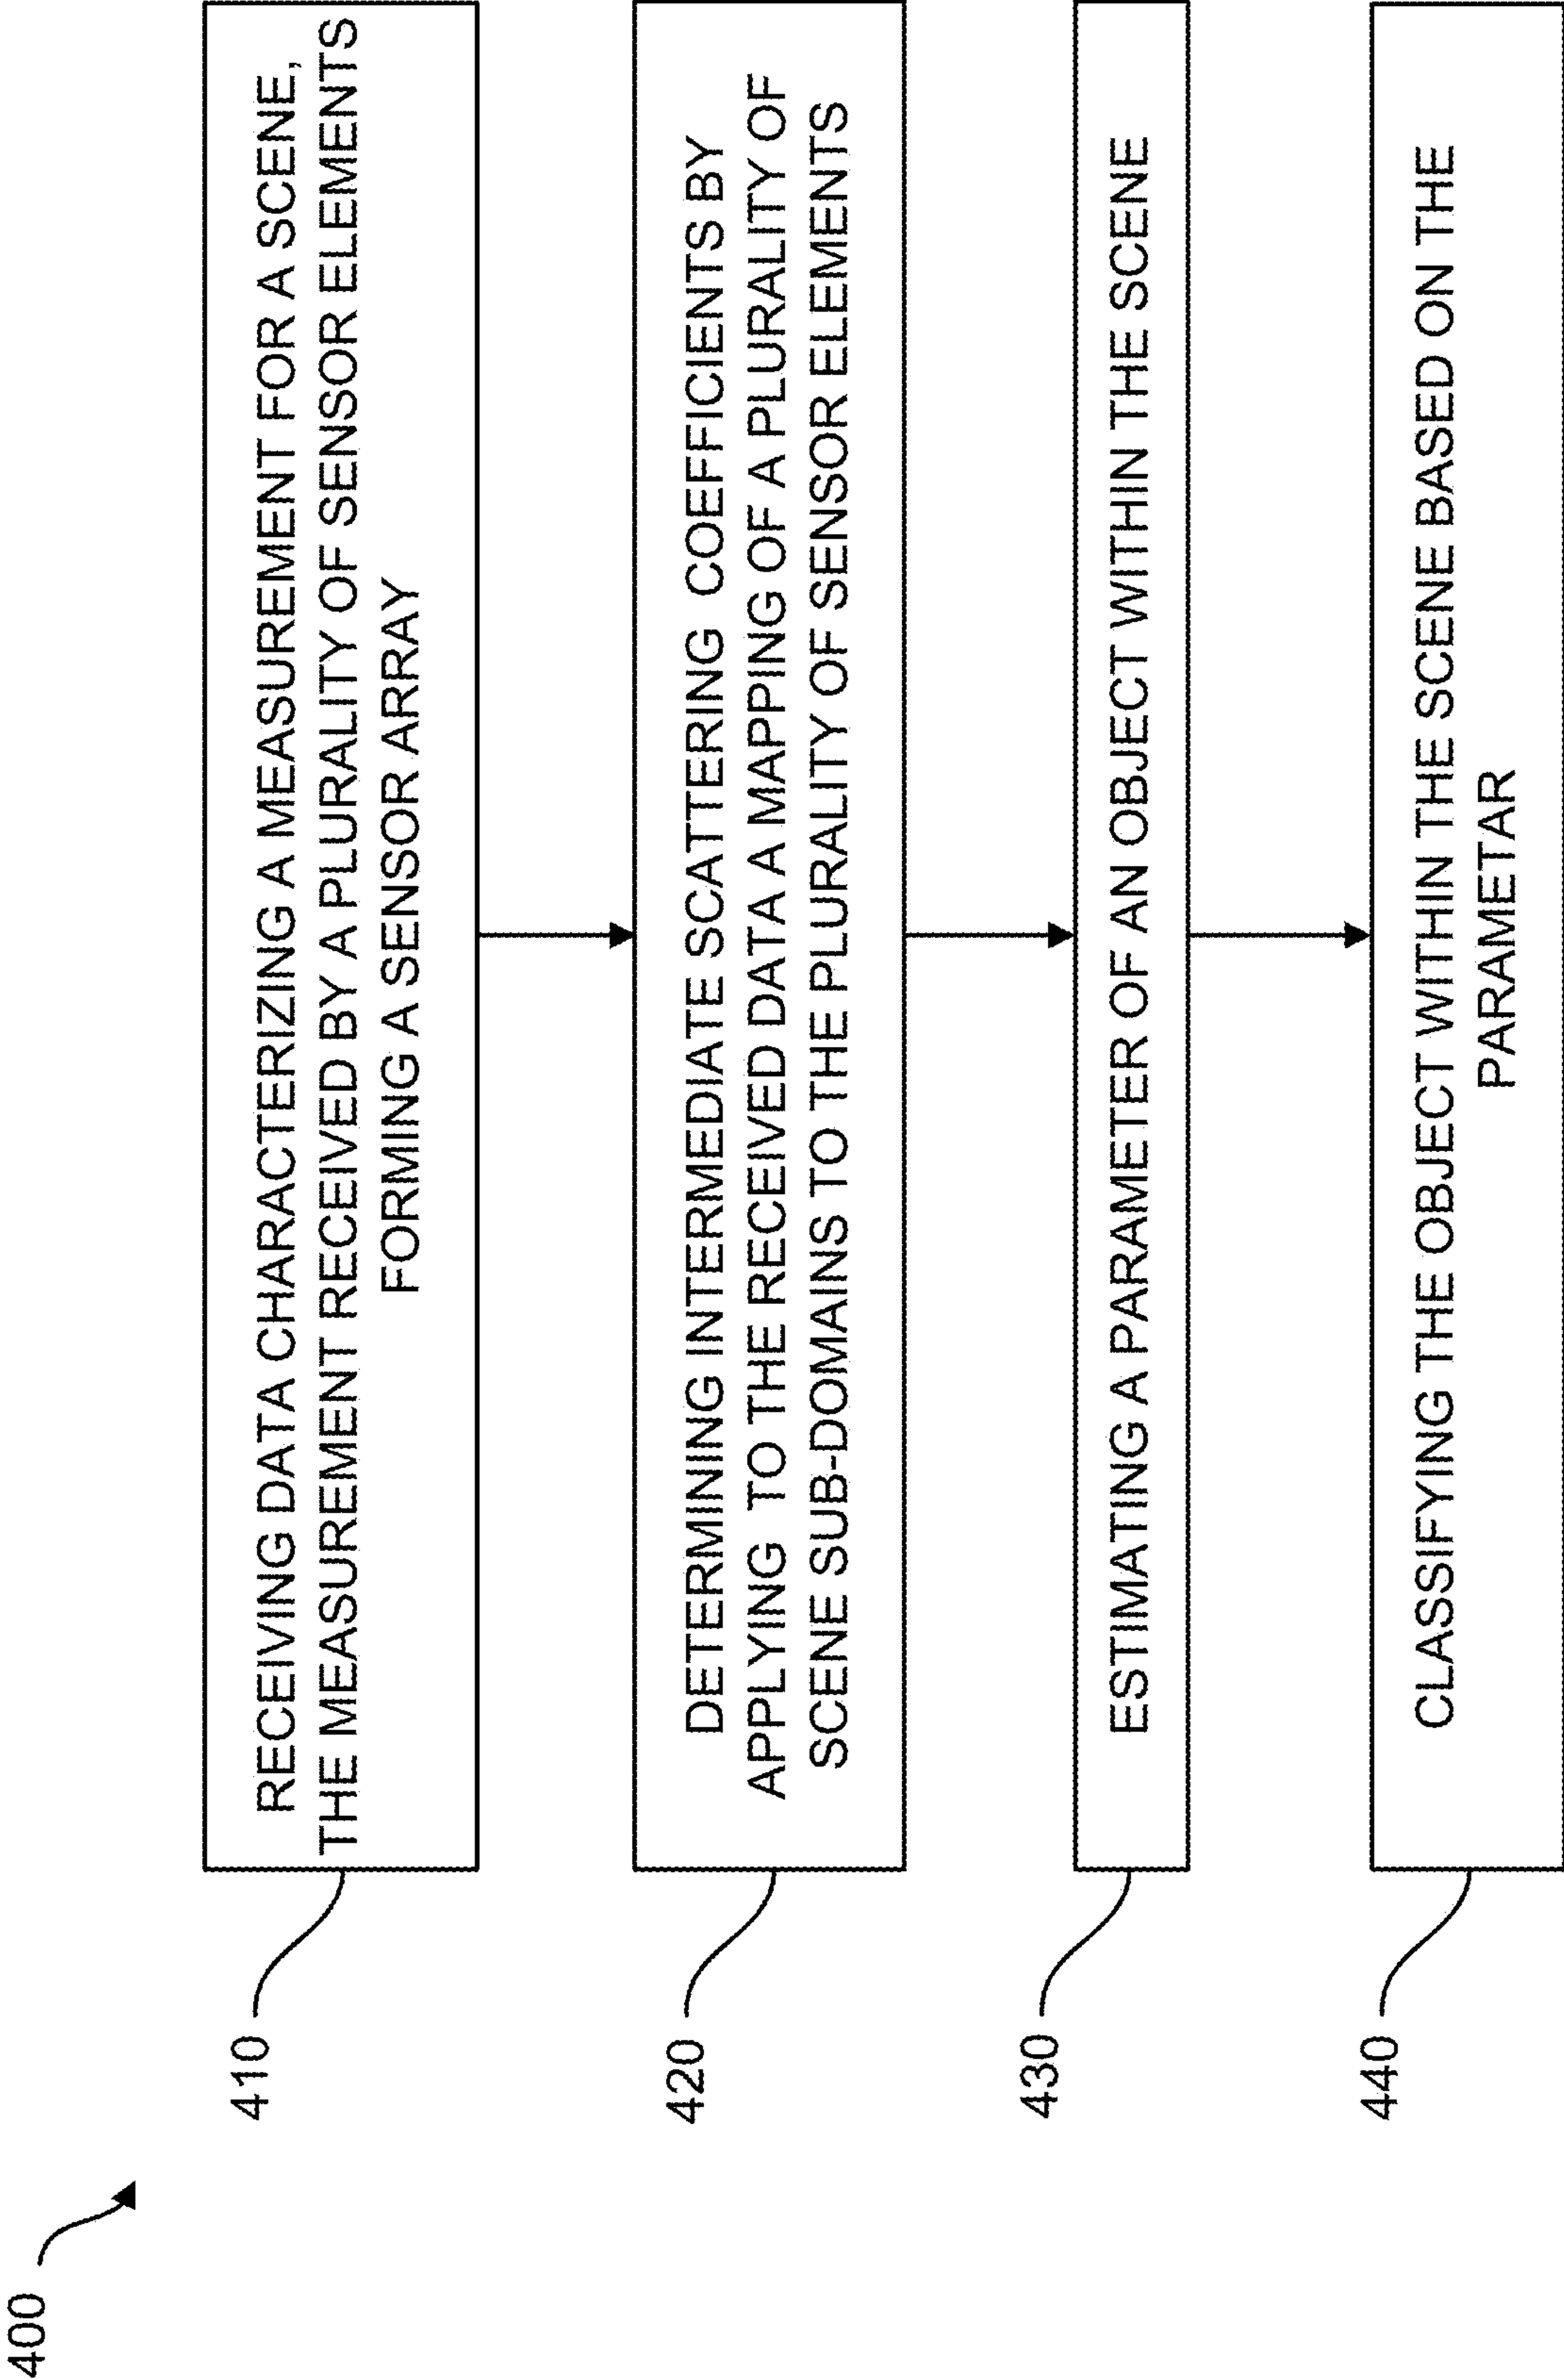 400
410
RECEIVING DATA CHARACTERIZING A MEASUREMENT FOR A SCENE,
THE MEASUREMENT RECEIVED BY A PLURALITY OF SENSOR ELEMENTS
FORMING A SENSOR ARRAY
420
DETERMINING INTERMEDIATE SCATTERING COEFFICIENTS BY
APPLYING TO THE RECEIVED DATA A MAPPING OF A PLURALITY OF
SCENE SUB-DOMAINS TO THE PLURALITY OF SENSOR ELEMENTS
430
ESTIMATING A PARAMETER OF AN OBJECT WITHIN THE SCENE
440
CLASSIFYING THE OBJECT WITHIN THE SCENE BASED ON THE
PARAMETAR